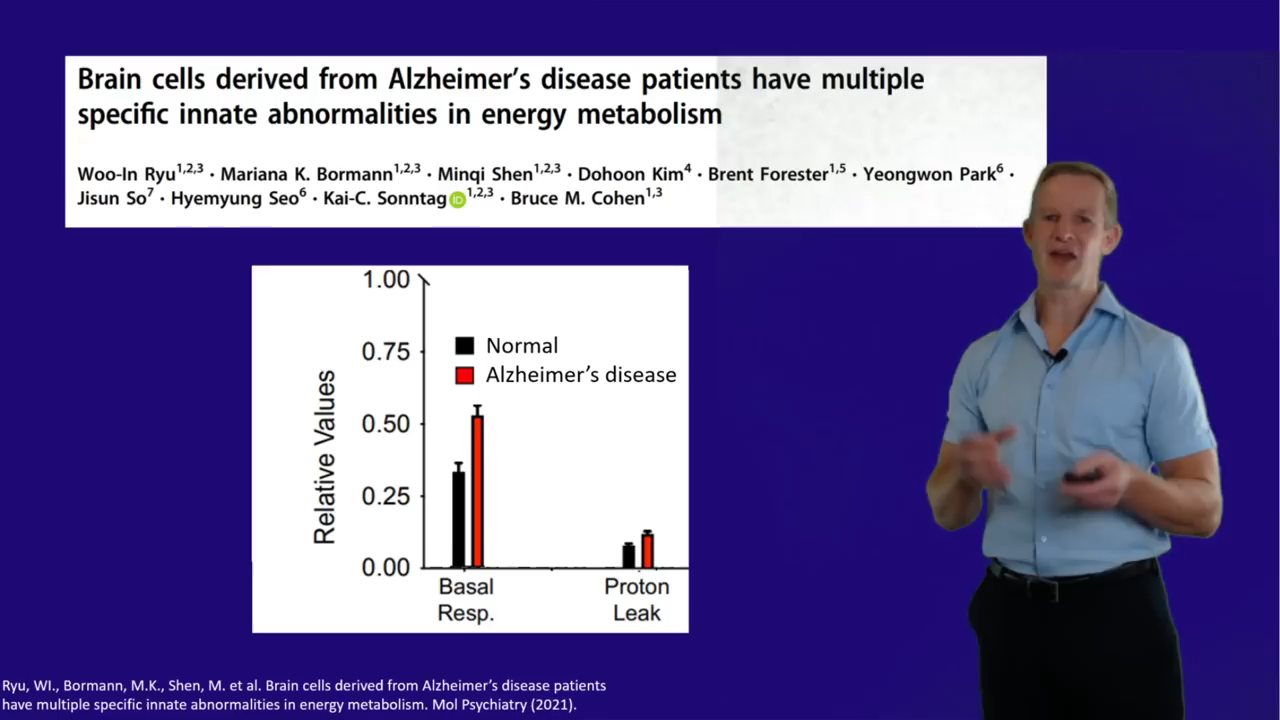 Brain cells derived from Alzheimer's disease patients have multiple
specific innate abnormalities in energy metabolism
Woo-In Ryu1,2,3 · Mariana K. Bormann1,2,3 · Minqi Shen1,2,3 · Dohoon Kim4 · Brent Forester1,5 · Yeongwon Park6 ·
Jisun So7 · Hyemyung Seo6 · Kai-C. Sonntag iD 1,2,3 · Bruce M. Cohen1,3
1.00
0.75
0.50
0.25
0.00
Relative Values
Normal
Alzheimer's disease
Basal
Resp.
Proton
Leak
Ryu, WI., Bormann, M.K., Shen, M. et al. Brain cells derived from Alzheimer's disease patients
have multiple specific innate abnormalities in energy metabolism. Mol Psychiatry (2021).